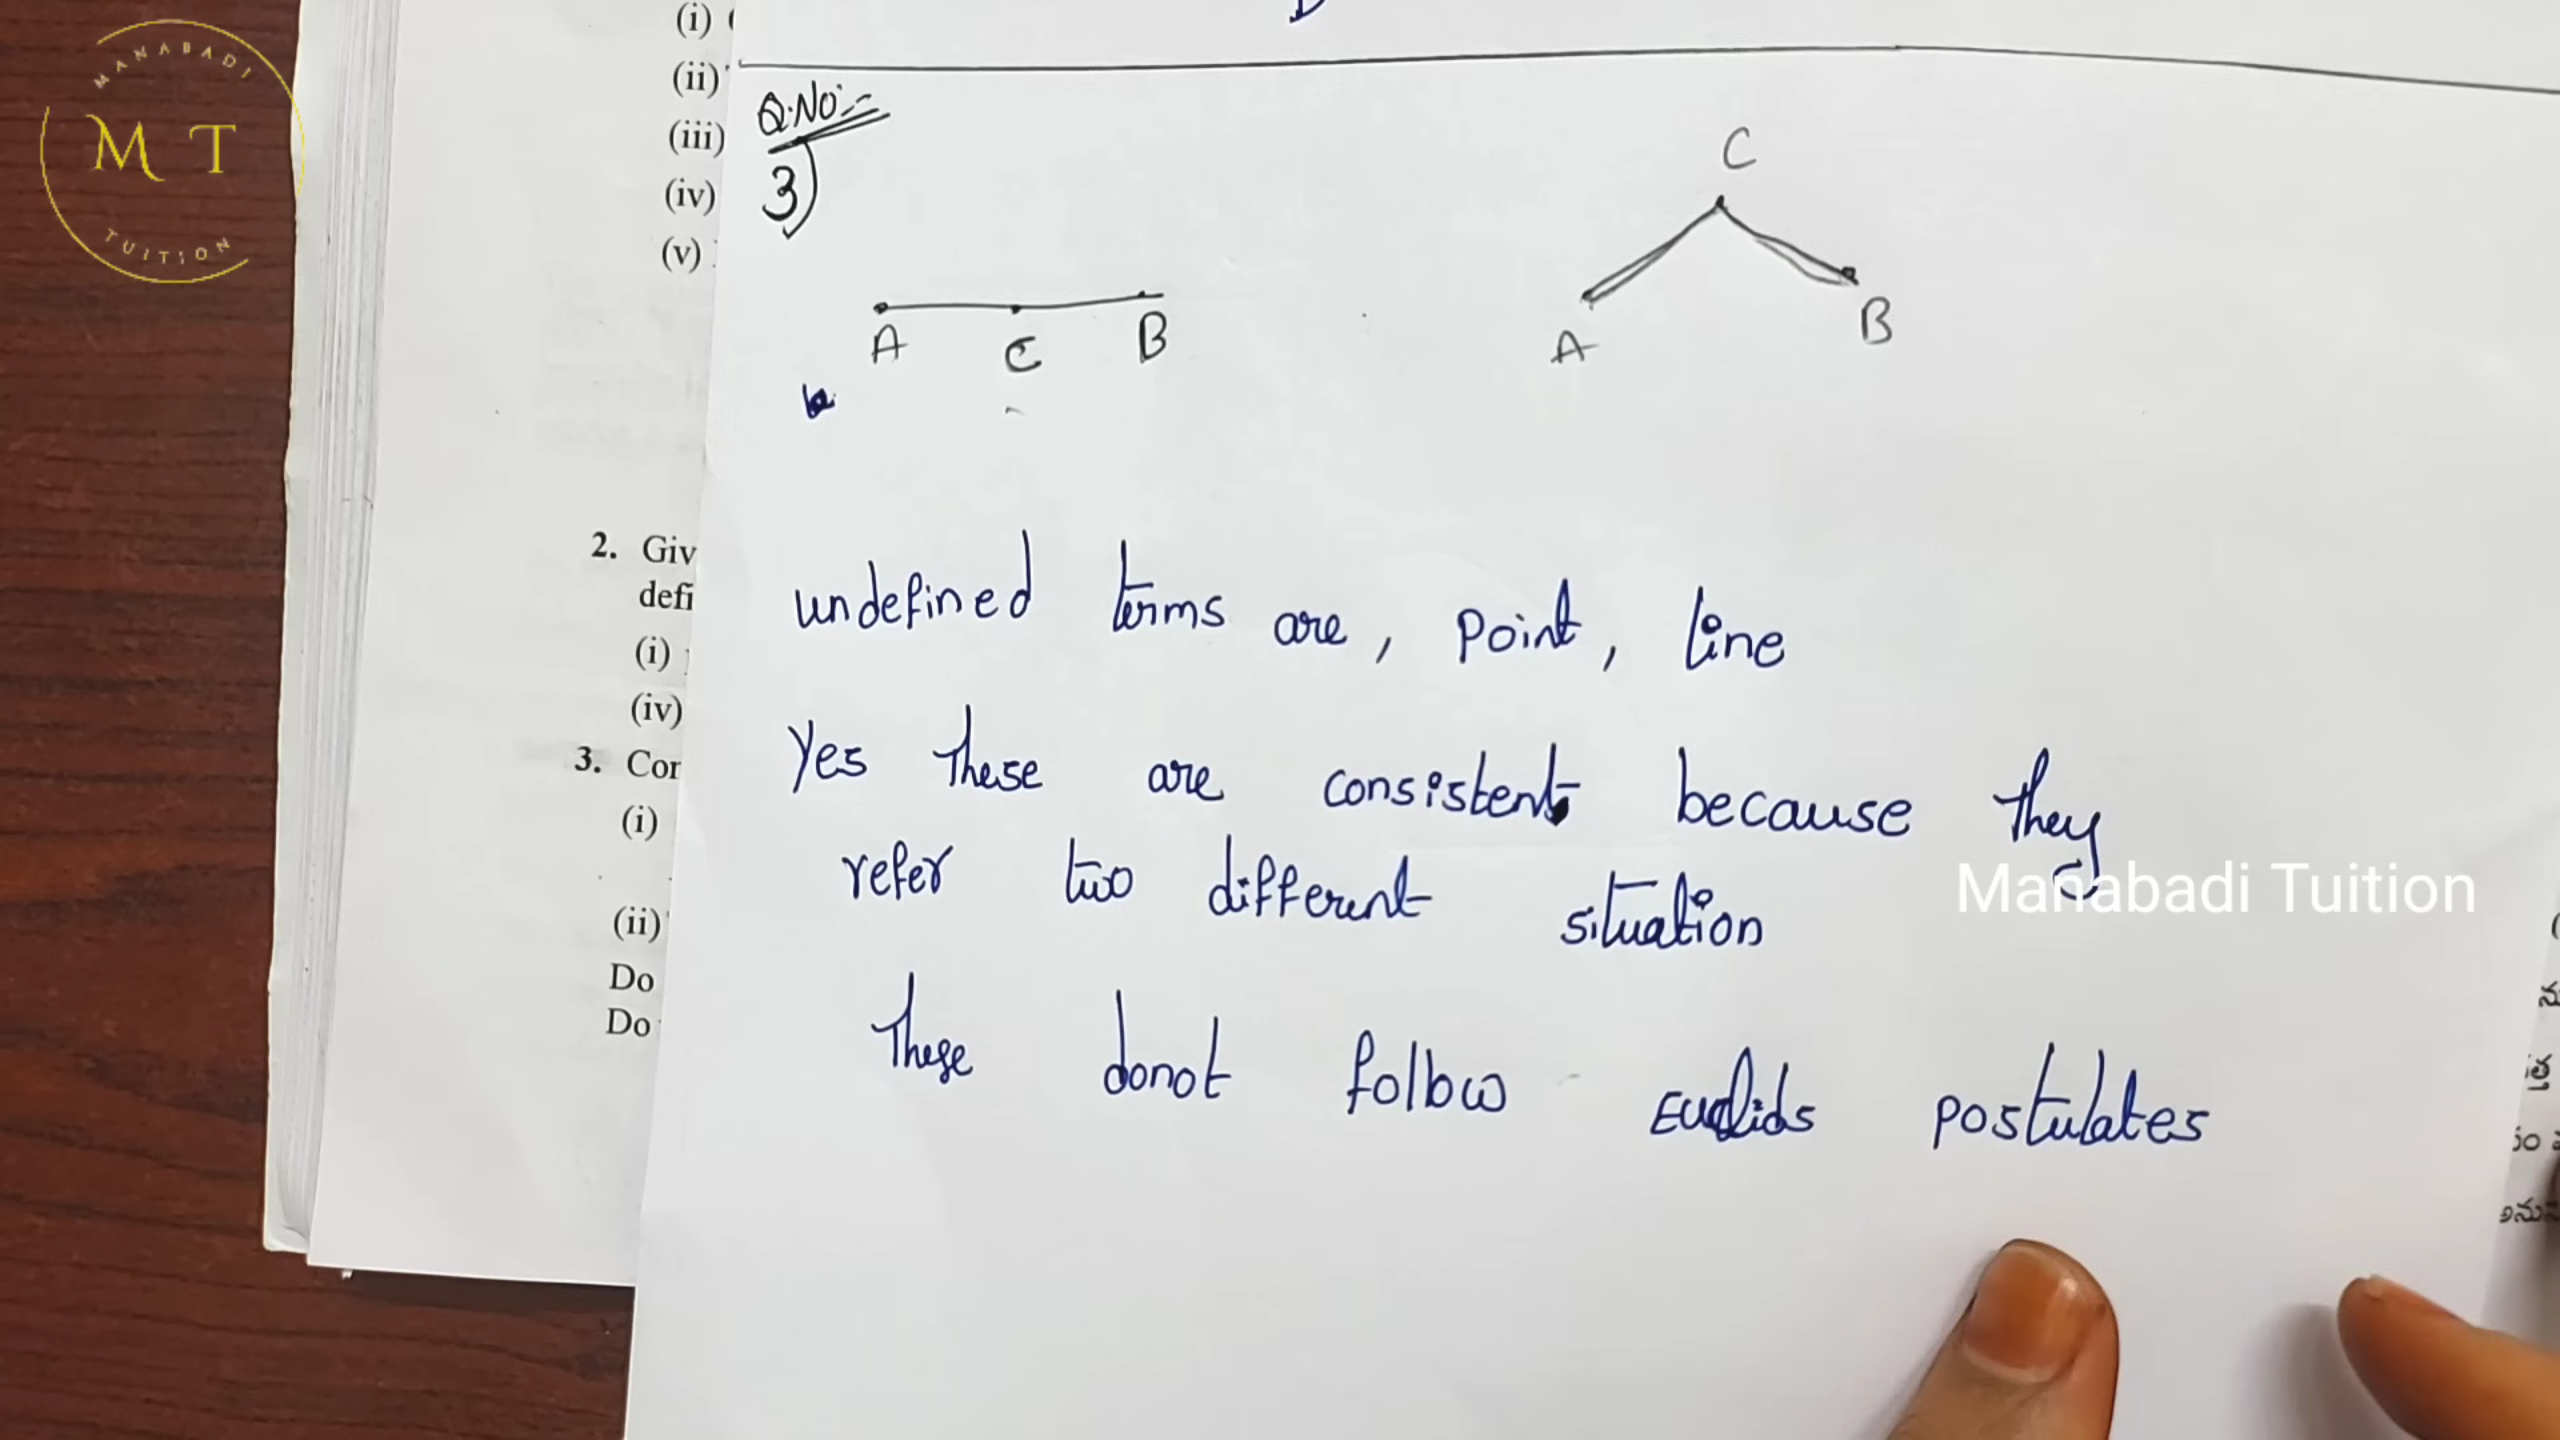 MANABADI
M T
TUITION
(i)
(ii)
(iii)
(iv)
(v)
Q.NO:-
3)
C
A C B
A B
2. Giv
defi
(i)
(iv)
3. Cor
(i)
(ii)
Do
Do
undefined terms are, point, line
Yes these are consistent because they
refer two different situation
These donot follow Euclids postulates
Manabadi Tuition